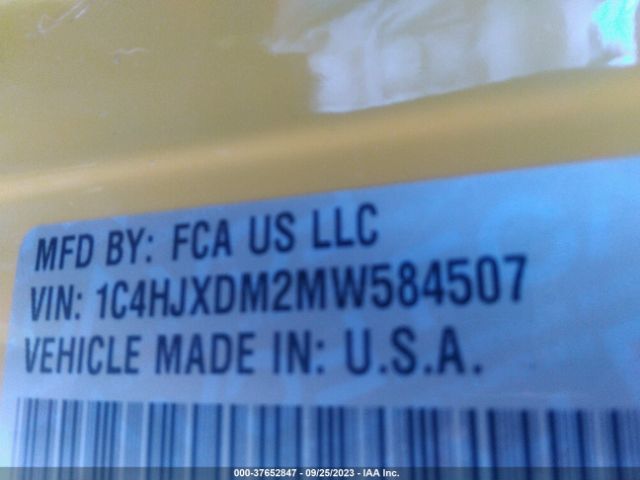 MFD BY: FCA US LLC
VIN: 1C4HJXDM2MW584507
VEHICLE MADE IN: U.S.A.
000-37652847 - 09/25/2023 - IAA Inc.